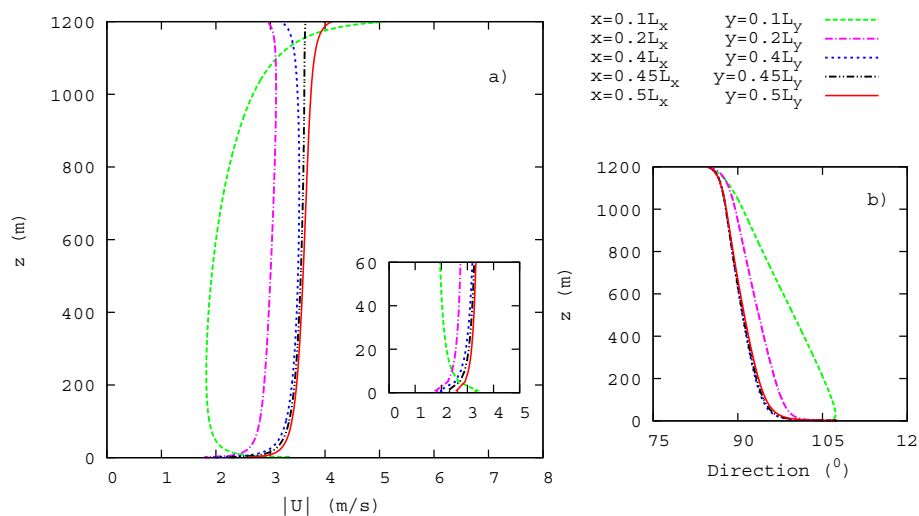 x=0.1Lx y=0.1Ly
x=0.2Lx y=0.2Ly
x=0.4Lx y=0.4Ly
x=0.45Lx y=0.45Ly
x=0.5Lx y=0.5Ly
a)
1200
1000
800
600
400
200
0
z (m)
0 1 2 3 4 5 6 7 8
|U| (m/s)
60
40
20
0
0 1 2 3 4 5
b)
1200
1000
800
600
400
200
0
z (m)
75 90 105 12
Direction (0)